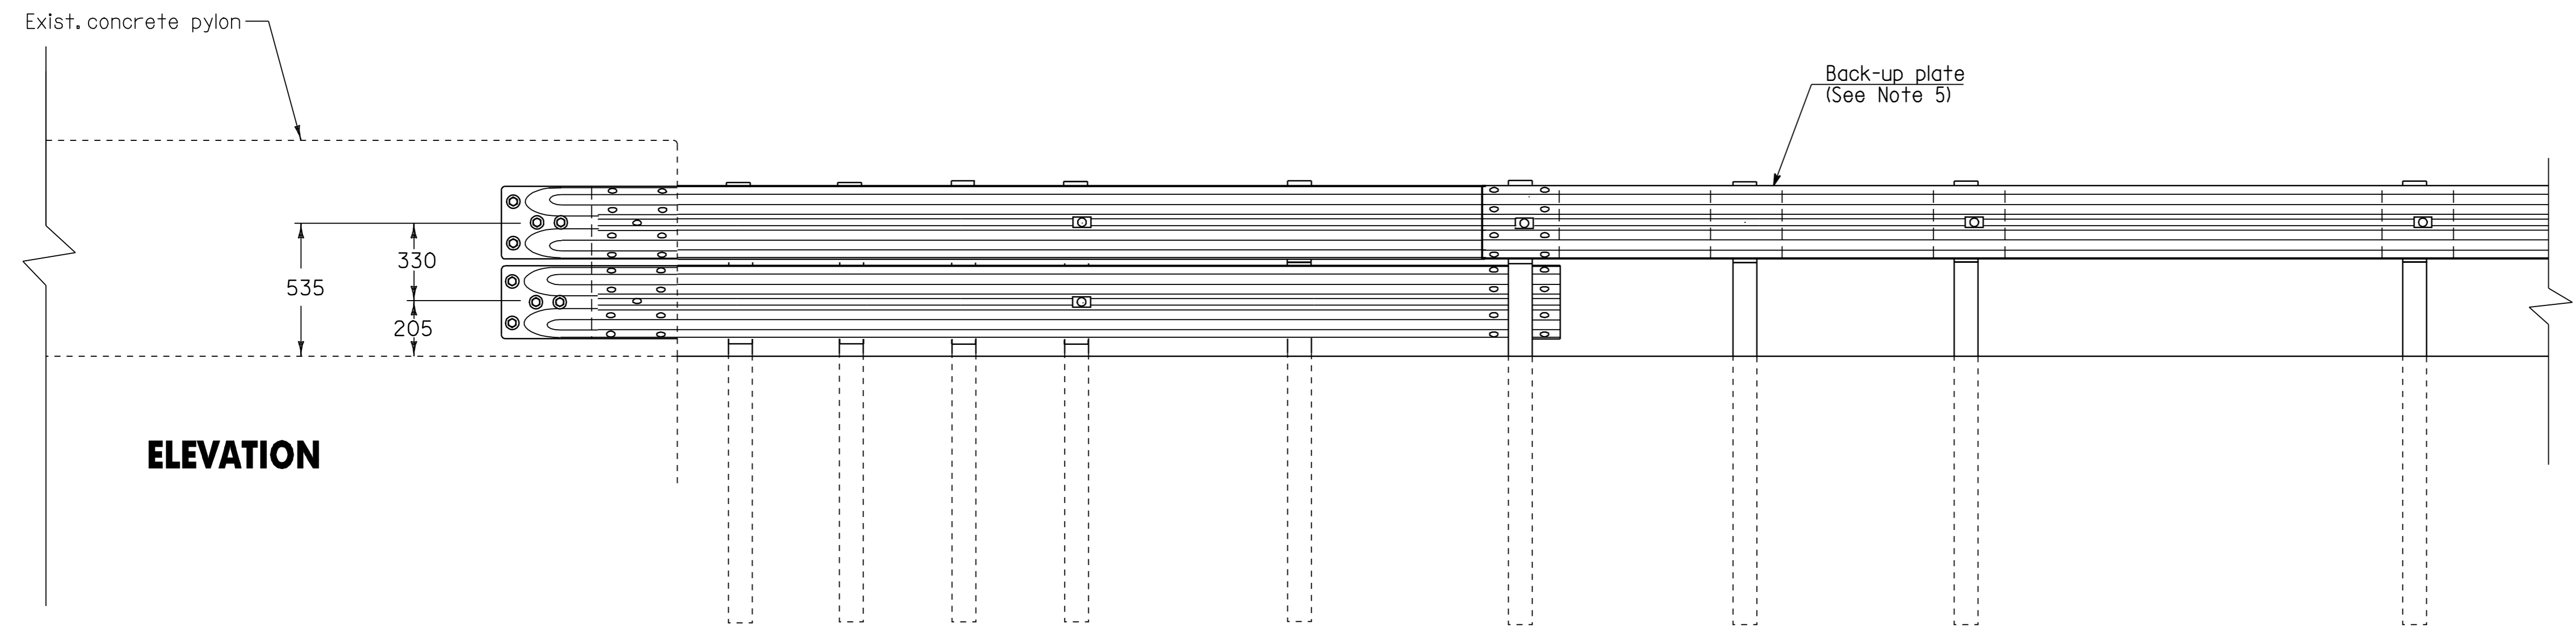 Exist. concrete pylon
Back-up plate
(See Note 5)
330
535
205
ELEVATION